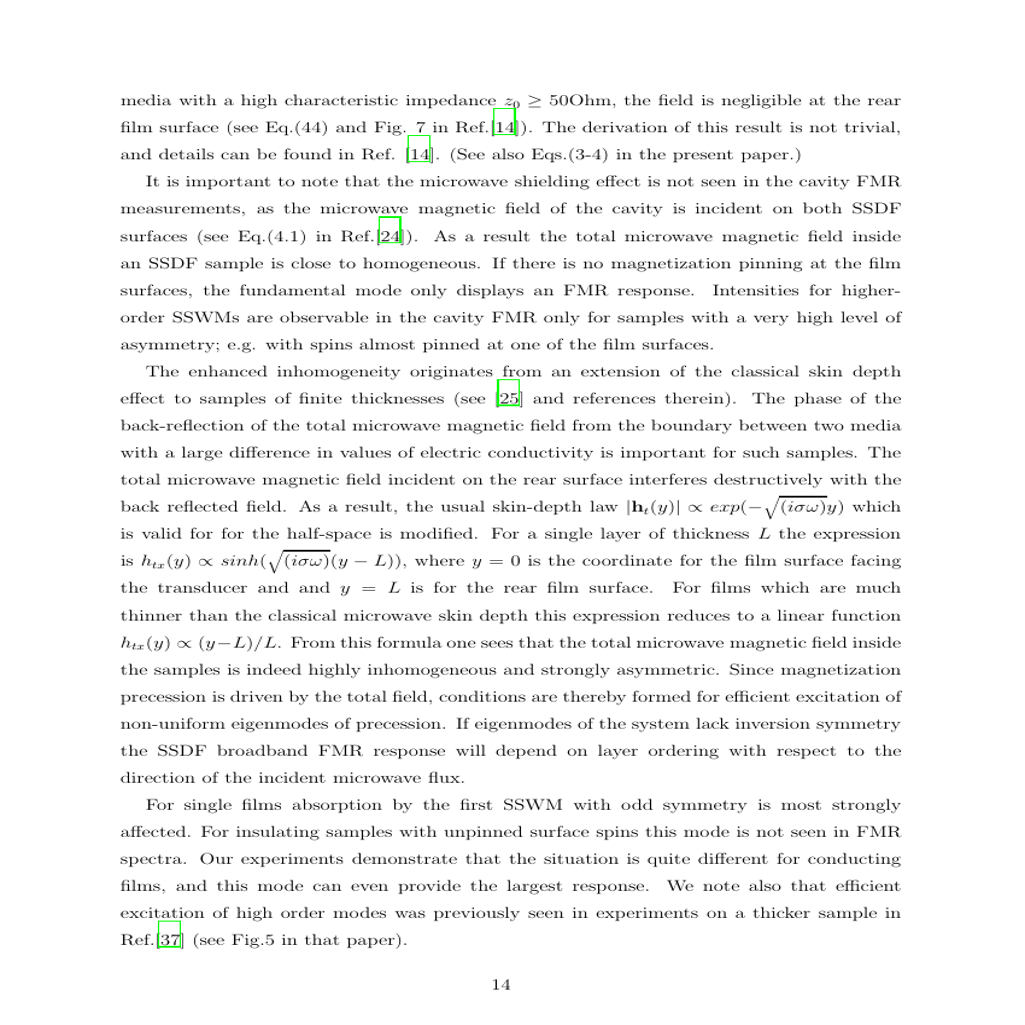 media with a high characteristic impedance z₀ ≥ 50Ohm, the field is negligible at the rear
film surface (see Eq.(44) and Fig. 7 in Ref.[14]). The derivation of this result is not trivial,
and details can be found in Ref. [14]. (See also Eqs.(3-4) in the present paper.)
It is important to note that the microwave shielding effect is not seen in the cavity FMR
measurements, as the microwave magnetic field of the cavity is incident on both SSDF
surfaces (see Eq.(4.1) in Ref.[24]). As a result the total microwave magnetic field inside
an SSDF sample is close to homogeneous. If there is no magnetization pinning at the film
surfaces, the fundamental mode only displays an FMR response. Intensities for higher-
order SSWMs are observable in the cavity FMR only for samples with a very high level of
asymmetry; e.g. with spins almost pinned at one of the film surfaces.
The enhanced inhomogeneity originates from an extension of the classical skin depth
effect to samples of finite thicknesses (see [25] and references therein). The phase of the
back-reflection of the total microwave magnetic field from the boundary between two media
with a large difference in values of electric conductivity is important for such samples. The
total microwave magnetic field incident on the rear surface interferes destructively with the
back reflected field. As a result, the usual skin-depth law |h_t(y)| ∝ exp(−√(iσω)y) which
is valid for for the half-space is modified. For a single layer of thickness L the expression
is h_tx(y) ∝ sinh(√(iσω)(y − L)), where y = 0 is the coordinate for the film surface facing
the transducer and and y = L is for the rear film surface. For films which are much
thinner than the classical microwave skin depth this expression reduces to a linear function
h_tx(y) ∝ (y−L)/L. From this formula one sees that the total microwave magnetic field inside
the samples is indeed highly inhomogeneous and strongly asymmetric. Since magnetization
precession is driven by the total field, conditions are thereby formed for efficient excitation of
non-uniform eigenmodes of precession. If eigenmodes of the system lack inversion symmetry
the SSDF broadband FMR response will depend on layer ordering with respect to the
direction of the incident microwave flux.
For single films absorption by the first SSWM with odd symmetry is most strongly
affected. For insulating samples with unpinned surface spins this mode is not seen in FMR
spectra. Our experiments demonstrate that the situation is quite different for conducting
films, and this mode can even provide the largest response. We note also that efficient
excitation of high order modes was previously seen in experiments on a thicker sample in
Ref.[37] (see Fig.5 in that paper).
14